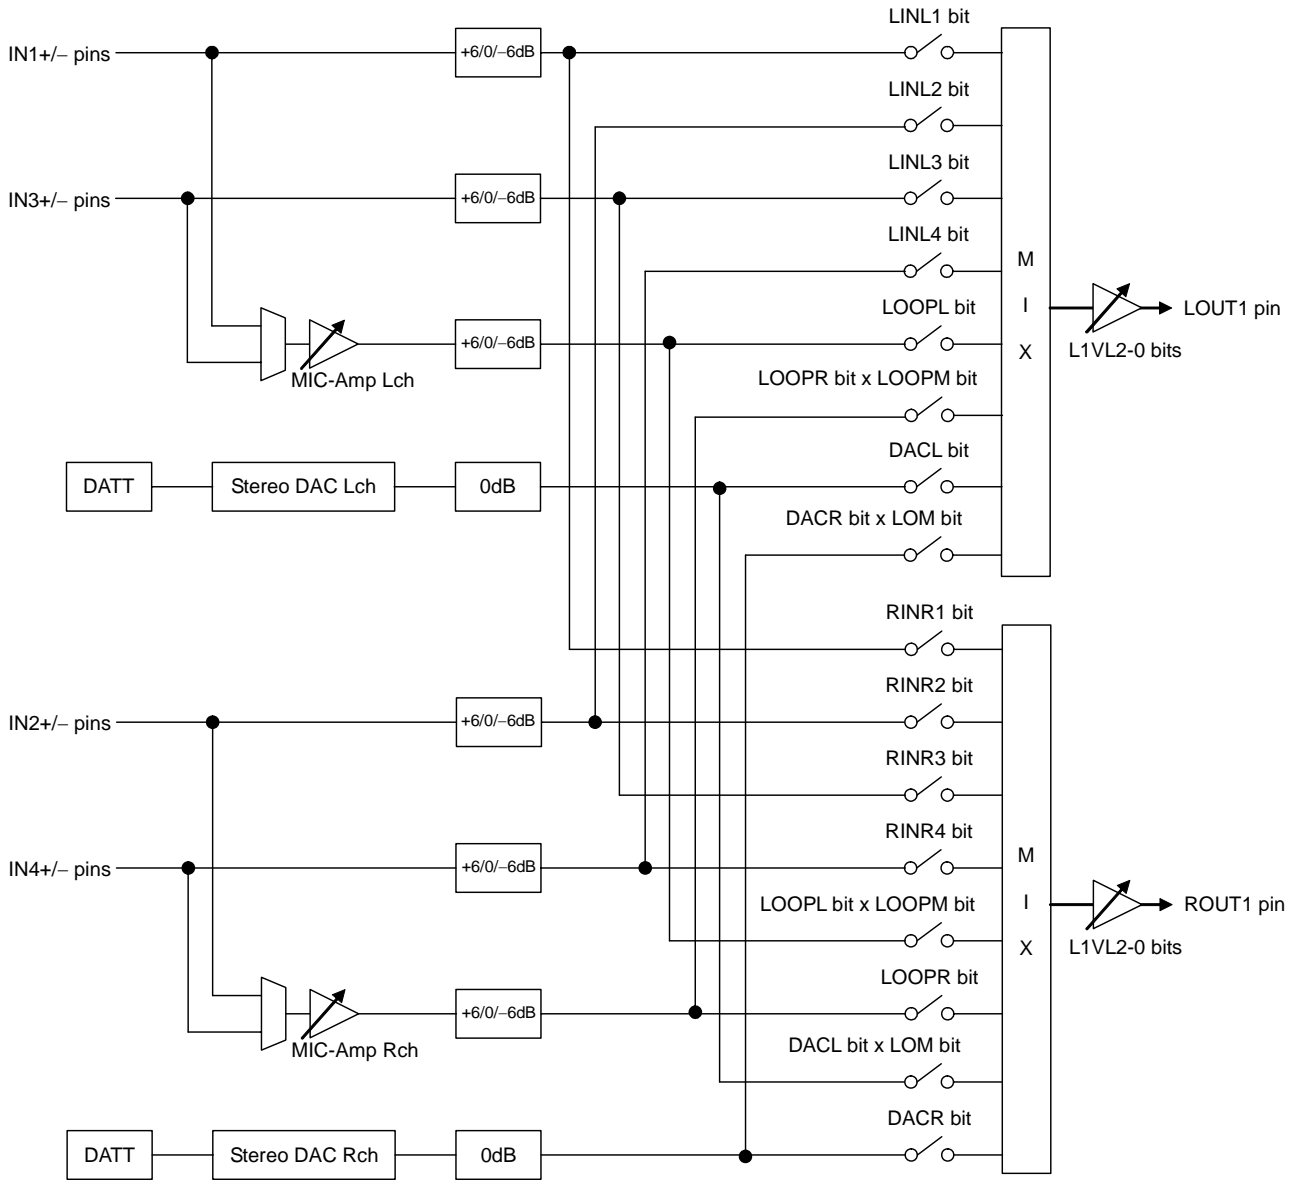 LINL1 bit
IN1+/− pins
+6/0/−6dB
LINL2 bit
LINL3 bit
IN3+/− pins
+6/0/−6dB
LINL4 bit
M
I
X
LOOPL bit
LOUT1 pin
+6/0/−6dB
L1VL2-0 bits
MIC-Amp Lch
LOOPR bit x LOOPM bit
DACL bit
DATT
Stereo DAC Lch
0dB
DACR bit x LOM bit
RINR1 bit
RINR2 bit
IN2+/− pins
+6/0/−6dB
RINR3 bit
RINR4 bit
IN4+/− pins
+6/0/−6dB
M
I
X
LOOPL bit x LOOPM bit
ROUT1 pin
L1VL2-0 bits
LOOPR bit
+6/0/−6dB
MIC-Amp Rch
DACL bit x LOM bit
DACR bit
DATT
Stereo DAC Rch
0dB